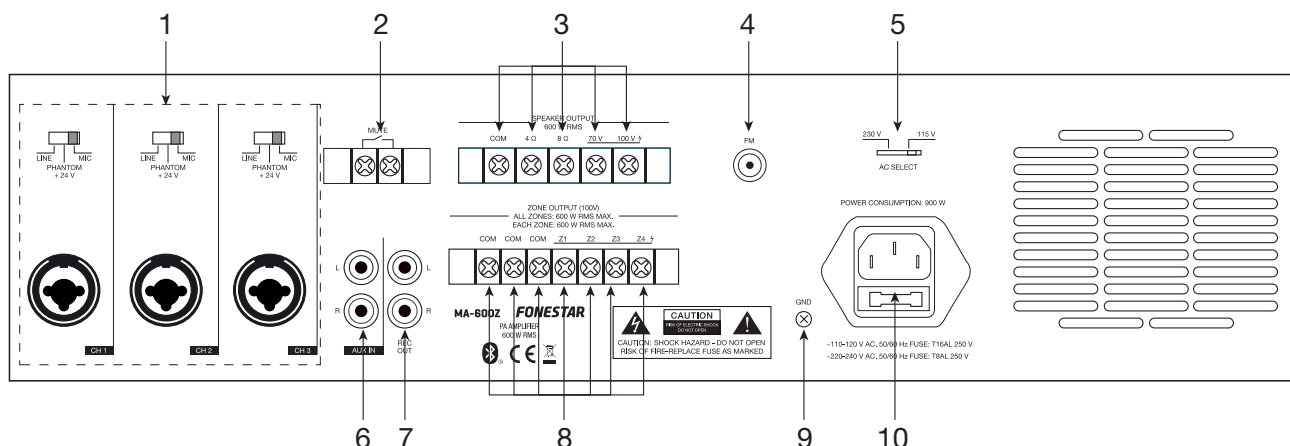 1 2 3 4 5
SPEAKER OUTPUT
600 W RMS
COM 4 Ω 8 Ω 70 V 100 V
MUTE
LINE MIC
PHANTOM
+ 24 V
LINE MIC
PHANTOM
+ 24 V
LINE MIC
PHANTOM
+ 24 V
FM
230 V 115 V
AC SELECT
ZONE OUTPUT (100V)
ALL ZONES: 600 W RMS MAX.
EACH ZONE: 600 W RMS MAX.
COM COM COM Z1 Z2 Z3 Z4
POWER CONSUMPTION: 900 W
L L
R R
AUX IN
REC
OUT
CH 1 CH 2 CH 3
MA-600Z FONESTAR
PA AMPLIFIER
600 W RMS
CE
CAUTION
RISK OF ELECTRIC SHOCK
DO NOT OPEN
CAUTION: SHOCK HAZARD - DO NOT OPEN
RISK OF FIRE-REPLACE FUSE AS MARKED
GND
~110-120 V AC, 50/60 Hz FUSE: T16AL 250 V
~220-240 V AC, 50/60 Hz FUSE: T8AL 250 V
6 7 8 9 10